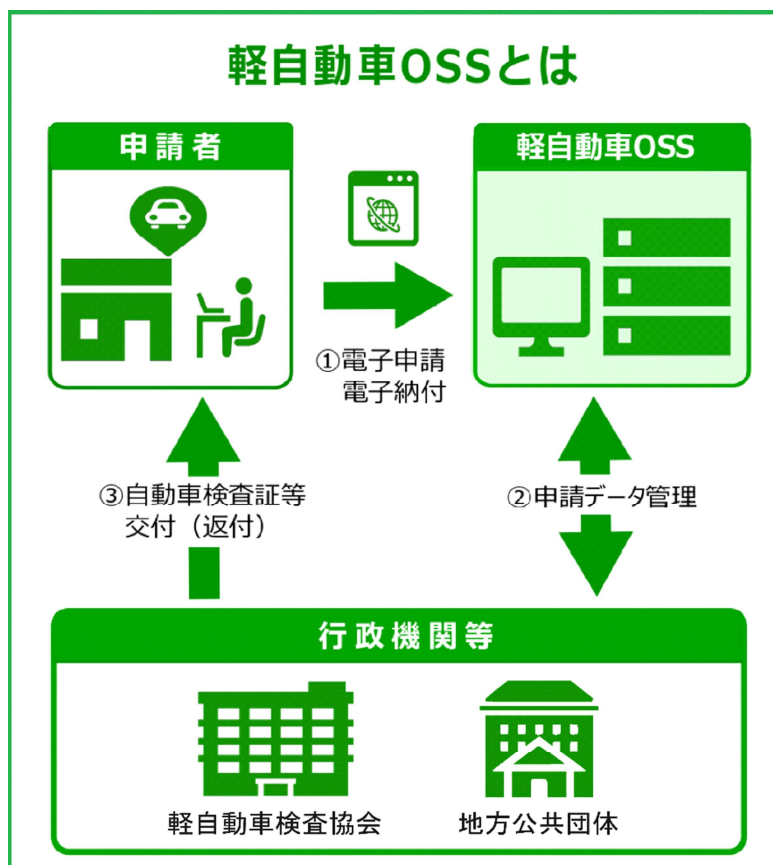 軽自動車OSSとは
申請者
軽自動車OSS
①電子申請
電子納付
③自動車検査証等
交付（返付）
②申請データ管理
行政機関等
軽自動車検査協会
地方公共団体